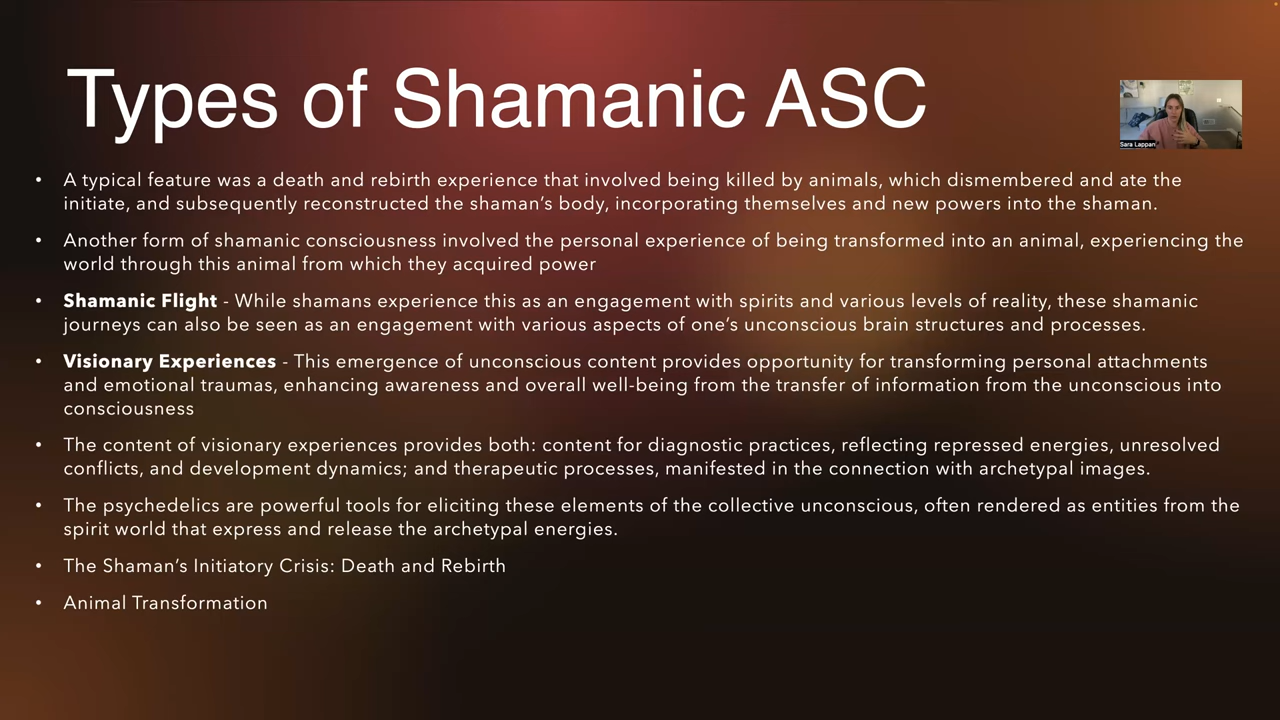 Types of Shamanic ASC
Sara Lappan
• A typical feature was a death and rebirth experience that involved being killed by animals, which dismembered and ate the
initiate, and subsequently reconstructed the shaman’s body, incorporating themselves and new powers into the shaman.
• Another form of shamanic consciousness involved the personal experience of being transformed into an animal, experiencing the
world through this animal from which they acquired power
• Shamanic Flight - While shamans experience this as an engagement with spirits and various levels of reality, these shamanic
journeys can also be seen as an engagement with various aspects of one’s unconscious brain structures and processes.
• Visionary Experiences - This emergence of unconscious content provides opportunity for transforming personal attachments
and emotional traumas, enhancing awareness and overall well-being from the transfer of information from the unconscious into
consciousness
• The content of visionary experiences provides both: content for diagnostic practices, reflecting repressed energies, unresolved
conflicts, and development dynamics; and therapeutic processes, manifested in the connection with archetypal images.
• The psychedelics are powerful tools for eliciting these elements of the collective unconscious, often rendered as entities from the
spirit world that express and release the archetypal energies.
• The Shaman’s Initiatory Crisis: Death and Rebirth
• Animal Transformation